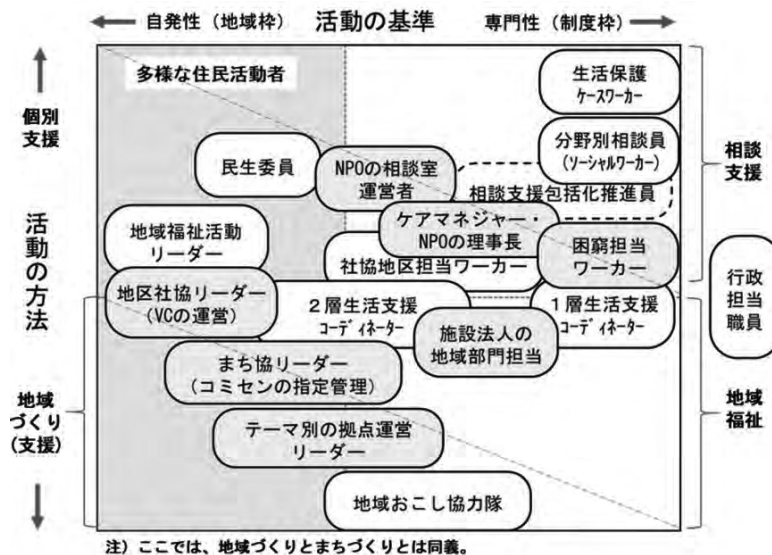 自発性（地域枠）
活動の基準
専門性（制度枠）
多様な住民活動者
個別
支援
活動の方法
地域
づくり
(支援)
生活保護
ｹｰｽﾜｰｶｰ
分野別相談員
(ｿｰｼｬﾙﾜｰｶｰ)
民生委員
NPOの相談室
運営者
相談支援包括化推進員
ケアマネジャー・
NPOの理事長
地域福祉活動
リーダー
社協地区担当ワーカー
困窮担当
ワーカー
地区社協リーダー
(VCの運営)
２層生活支援
ｺｰﾃﾞｨﾈｰﾀｰ
施設法人の
地域部門担当
１層生活支援
ｺｰﾃﾞｨﾈｰﾀｰ
まち協リーダー
(コミセンの指定管理)
テーマ別の拠点運営
リーダー
地域おこし協力隊
相談
支援
行政
担当
職員
地域
福祉
注）ここでは、地域づくりとまちづくりとは同義。